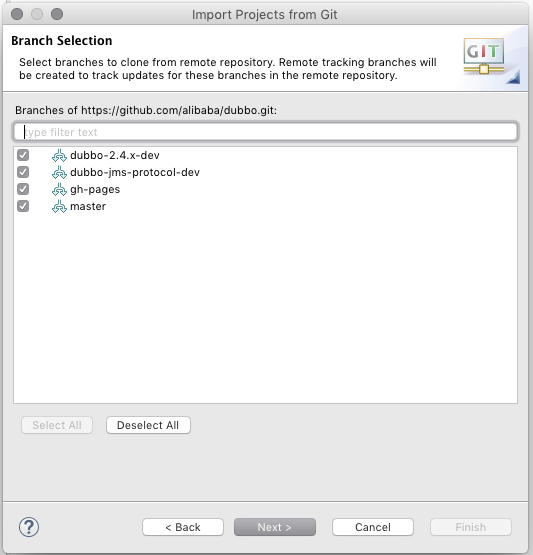 Import Projects from Git
Branch Selection
Select branches to clone from remote repository. Remote tracking branches will
be created to track updates for these branches in the remote repository.
GIT
Branches of https://github.com/alibaba/dubbo.git:
type filter text
dubbo-2.4.x-dev
dubbo-jms-protocol-dev
gh-pages
master
Select All
Deselect All
?
< Back
Next >
Cancel
Finish